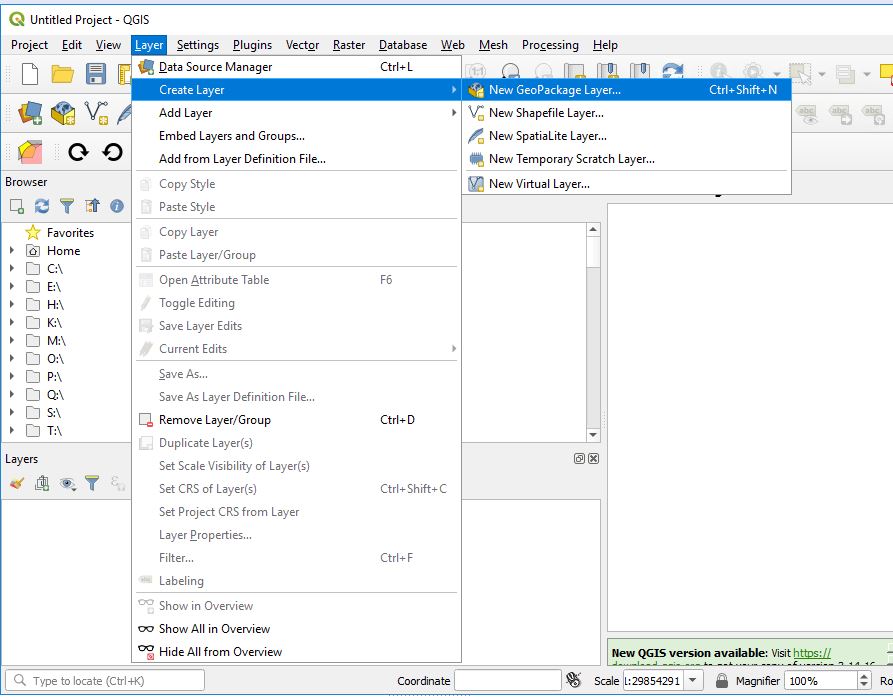 Untitled Project - QGIS
Project Edit View Layer Settings Plugins Vector Raster Database Web Mesh Processing Help
Data Source Manager Ctrl+L
Create Layer
New GeoPackage Layer... Ctrl+Shift+N
Add Layer
New Shapefile Layer...
Embed Layers and Groups...
New SpatiaLite Layer...
Add from Layer Definition File...
New Temporary Scratch Layer...
Browser
Copy Style
New Virtual Layer...
Paste Style
Favorites
Copy Layer
Home
Paste Layer/Group
C:\
Open Attribute Table F6
E:\
Toggle Editing
H:\
Save Layer Edits
K:\
Current Edits
M:\
O:\
Save As...
P:\
Save As Layer Definition File...
Q:\
Remove Layer/Group Ctrl+D
S:\
Duplicate Layer(s)
T:\
Layers
Set Scale Visibility of Layer(s)
Set CRS of Layer(s) Ctrl+Shift+C
Set Project CRS from Layer
Layer Properties...
Filter... Ctrl+F
Labeling
Show in Overview
Show All in Overview
Hide All from Overview
New QGIS version available: Visit https://
Type to locate (Ctrl+K) Coordinate Scale 1:29854291 Magnifier 100% Ro